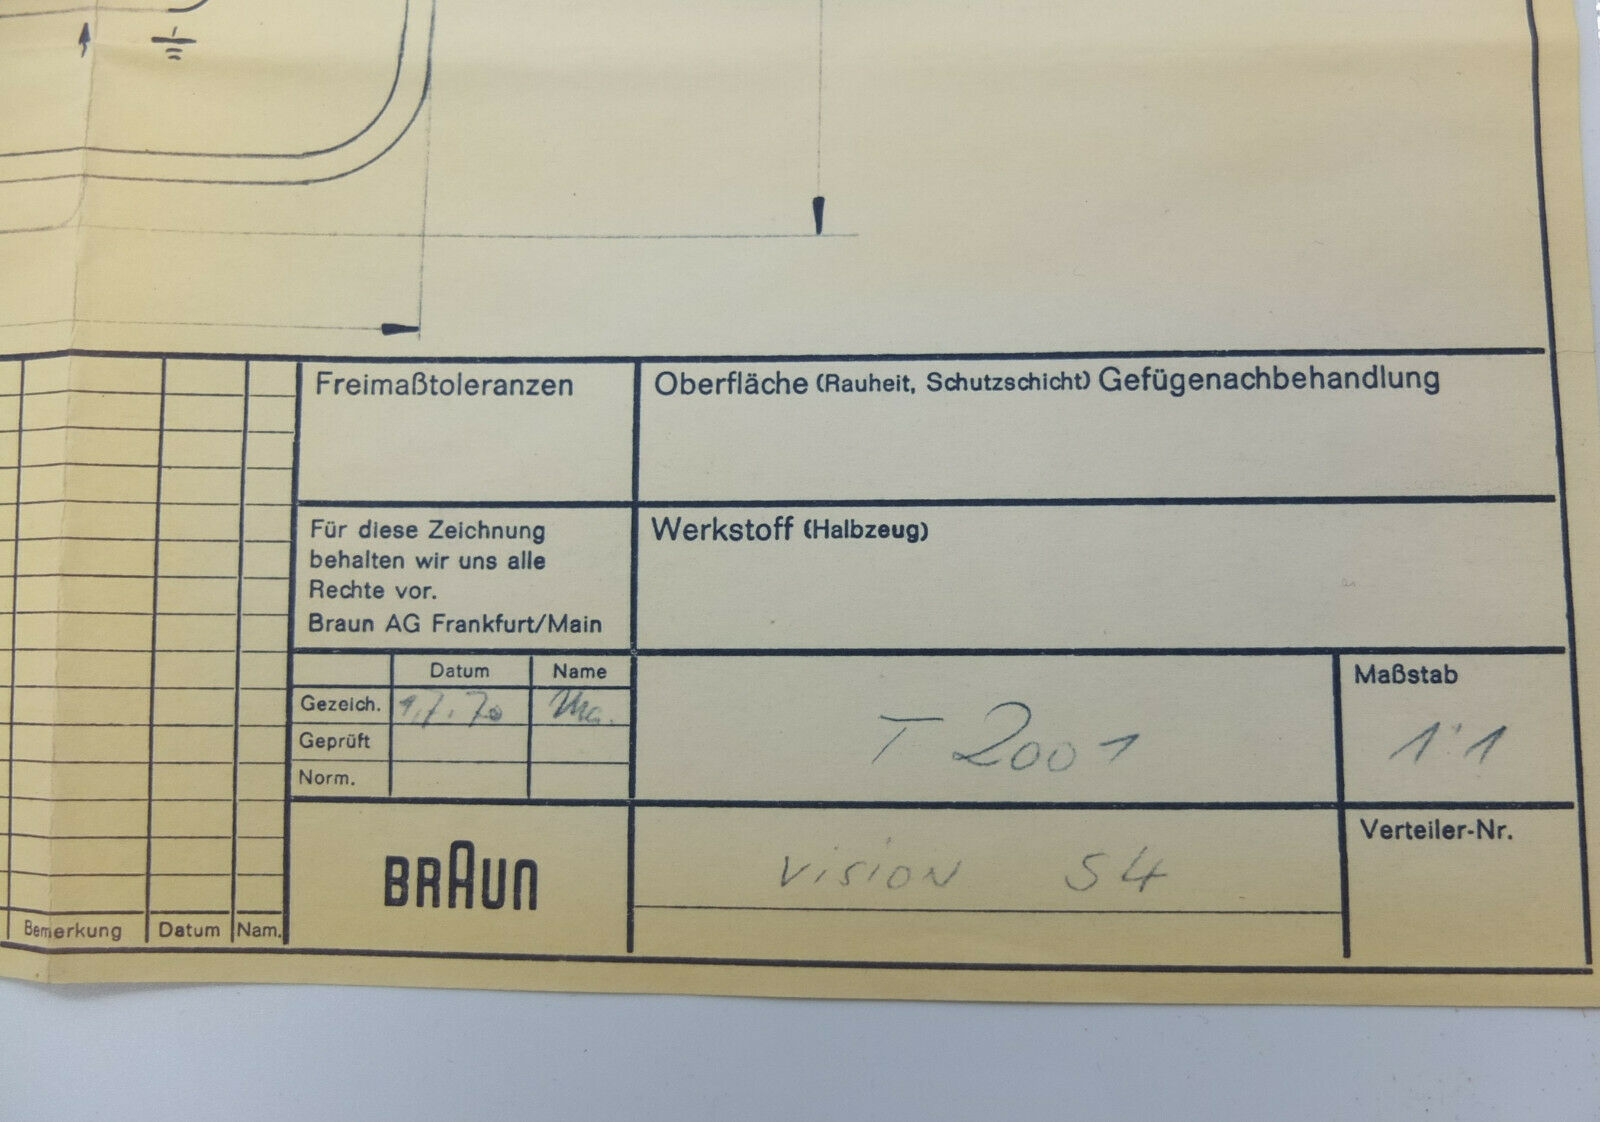 Freimaßtoleranzen
Oberfläche (Rauheit, Schutzschicht) Gefügenachbehandlung
Für diese Zeichnung
behalten wir uns alle
Rechte vor.
Braun AG Frankfurt/Main
Werkstoff (Halbzeug)
Datum Name
Gezeich. 1.7.70
Geprüft
Norm.
T 2001
Maßstab
1:1
BRAUN
Vision S4
Verteiler-Nr.
Bemerkung Datum Nam.